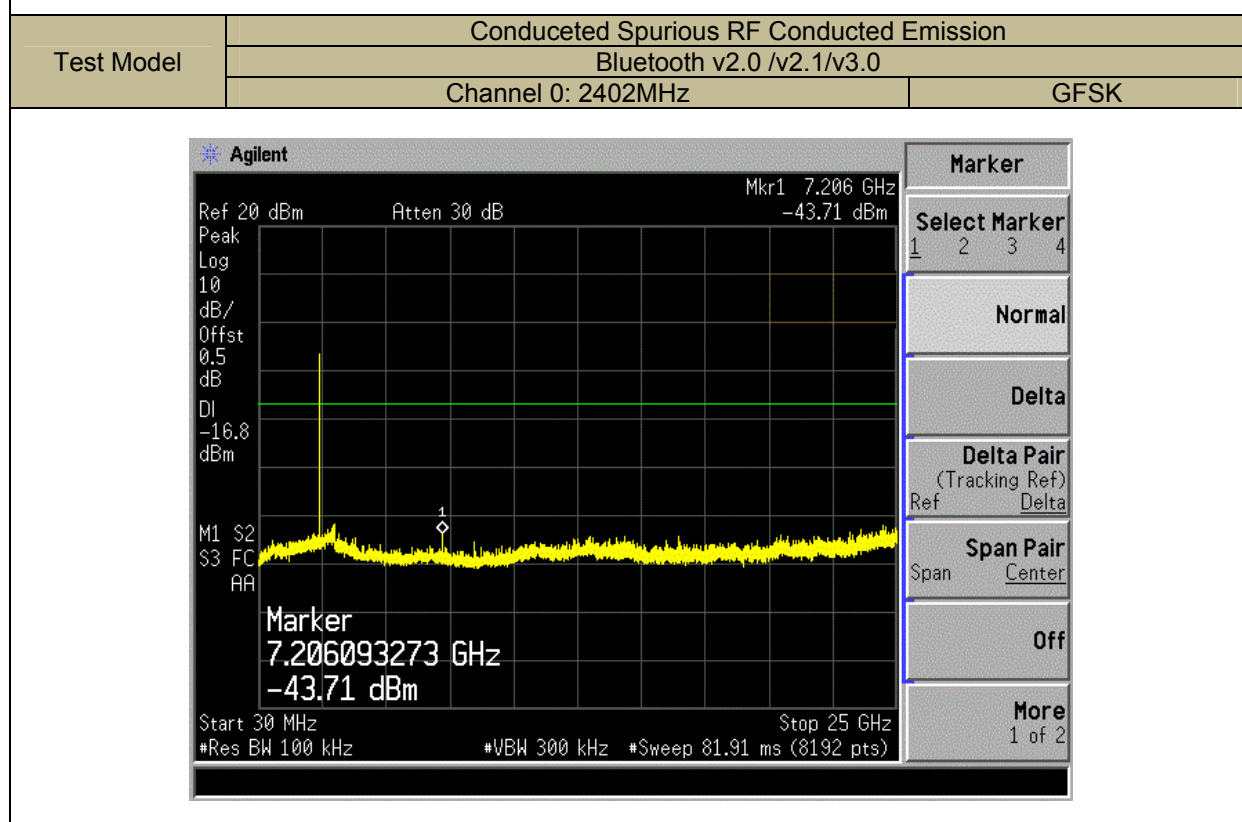 Test Model
Conduceted Spurious RF Conducted Emission
Bluetooth v2.0 /v2.1/v3.0
Channel 0: 2402MHz
GFSK
Agilent
Mkr1 7.206 GHz
Ref 20 dBm Atten 30 dB -43.71 dBm
Peak
Log
10
dB/
Offst
0.5
dB
DI
-16.8
dBm
1
M1 S2
S3 FC
AA
Marker
7.206093273 GHz
-43.71 dBm
Start 30 MHz Stop 25 GHz
#Res BW 100 kHz #VBW 300 kHz #Sweep 81.91 ms (8192 pts)
Marker
Select Marker
1 2 3 4
Normal
Delta
Delta Pair
(Tracking Ref)
Ref Delta
Span Pair
Span Center
Off
More
1 of 2